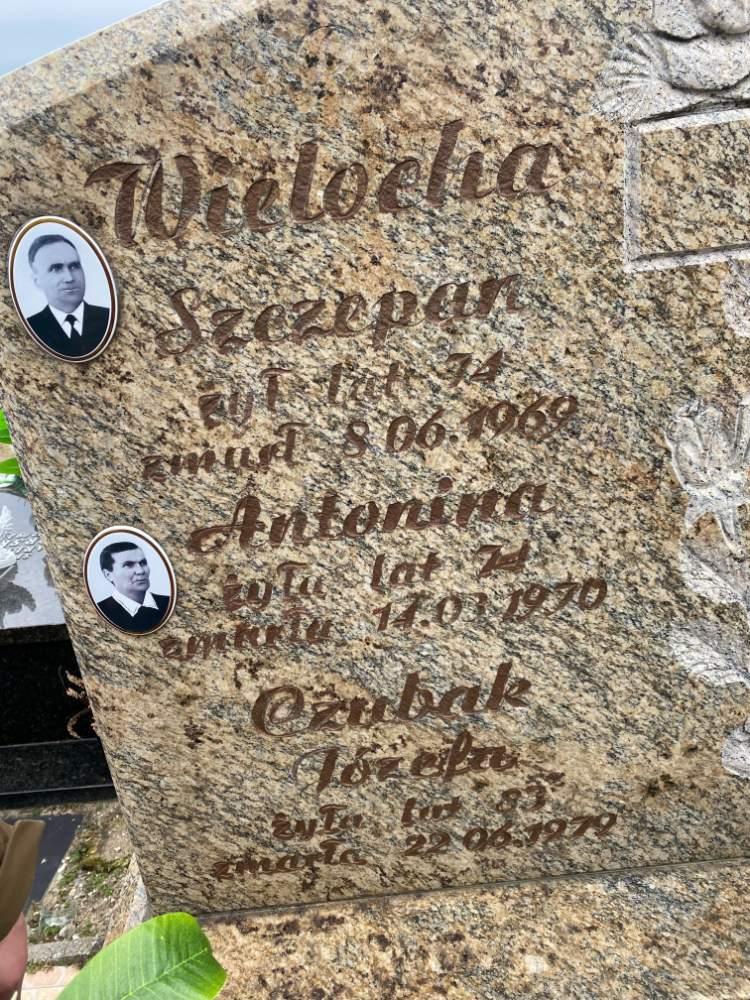 Wielocha
Szczepan
żył lat 74
zmarł 8.06.1969
Antonina
żyła lat 74
zmarła 14.03.1970
Czubak
Józefa
żyła lat 83
zmarła 22.06.1979